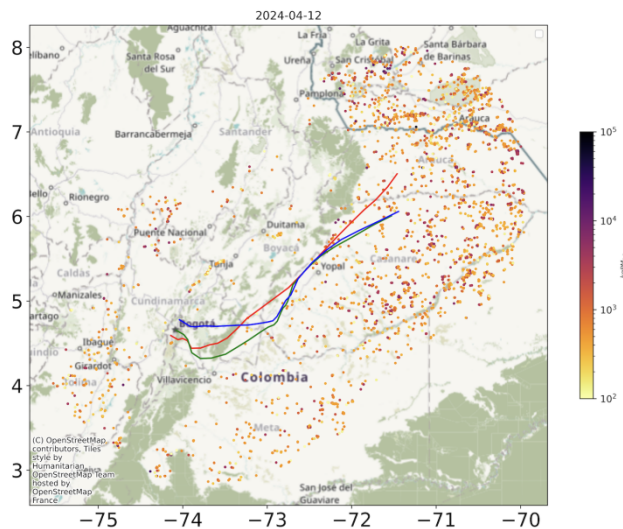 2024-04-12
Aguachica
elibano
Santa Rosa
del Sur
La Fría
La Grita
Santa Bárbara
de Barinas
Ureña
San Cristóbal
Pamplona
Antioquia
Barrancabermeja
Santander
Arauca
Arauca
Rionegro
Puente Nacional
Duitama
Boyacá
Tunja
Yopal
Casanare
Caldas
Manizales
Cundinamarca
Bogotá
Ibagué
Girardot
Tolima
Villavicencio
Colombia
Meta
San José del
Guaviare
(C) OpenStreetMap
contributors, Tiles
style by
Humanitarian
OpenStreetMap Team
hosted by
OpenStreetMap
France
8
7
6
5
4
3
−75
−74
−73
−72
−71
−70
10⁵
10⁴
10³
10²